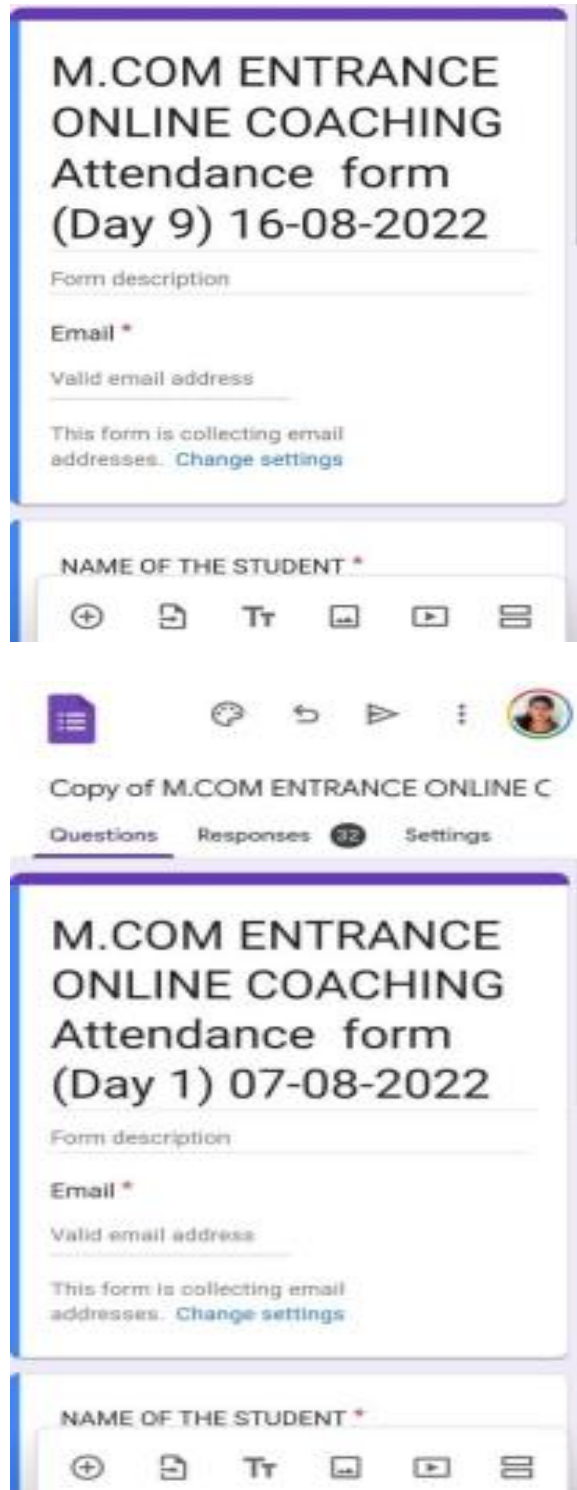 M.COM ENTRANCE
ONLINE COACHING
Attendance form
(Day 9) 16-08-2022
Form description
Email *
Valid email address
This form is collecting email
addresses. Change settings
NAME OF THE STUDENT *
Tт
Copy of M.COM ENTRANCE ONLINE C
Questions Responses 32 Settings
M.COM ENTRANCE
ONLINE COACHING
Attendance form
(Day 1) 07-08-2022
Form description
Email *
Valid email address
This form is collecting email
addresses. Change settings
NAME OF THE STUDENT *
Tт